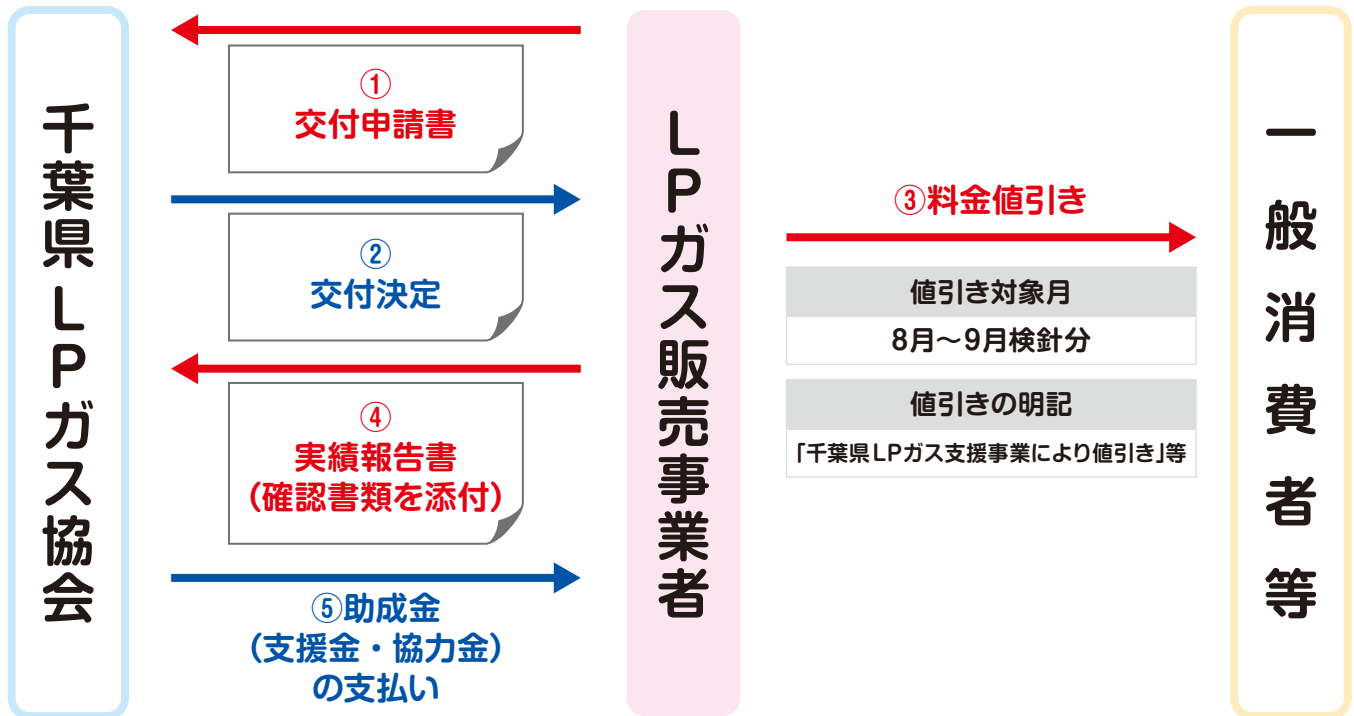 千葉県LPガス協会
①
交付申請書
②
交付決定
④
実績報告書
(確認書類を添付)
⑤助成金
(支援金・協力金)
の支払い
LPガス販売事業者
③料金値引き
値引き対象月
8月～9月検針分
値引きの明記
「千葉県LPガス支援事業により値引き」等
一般消費者等